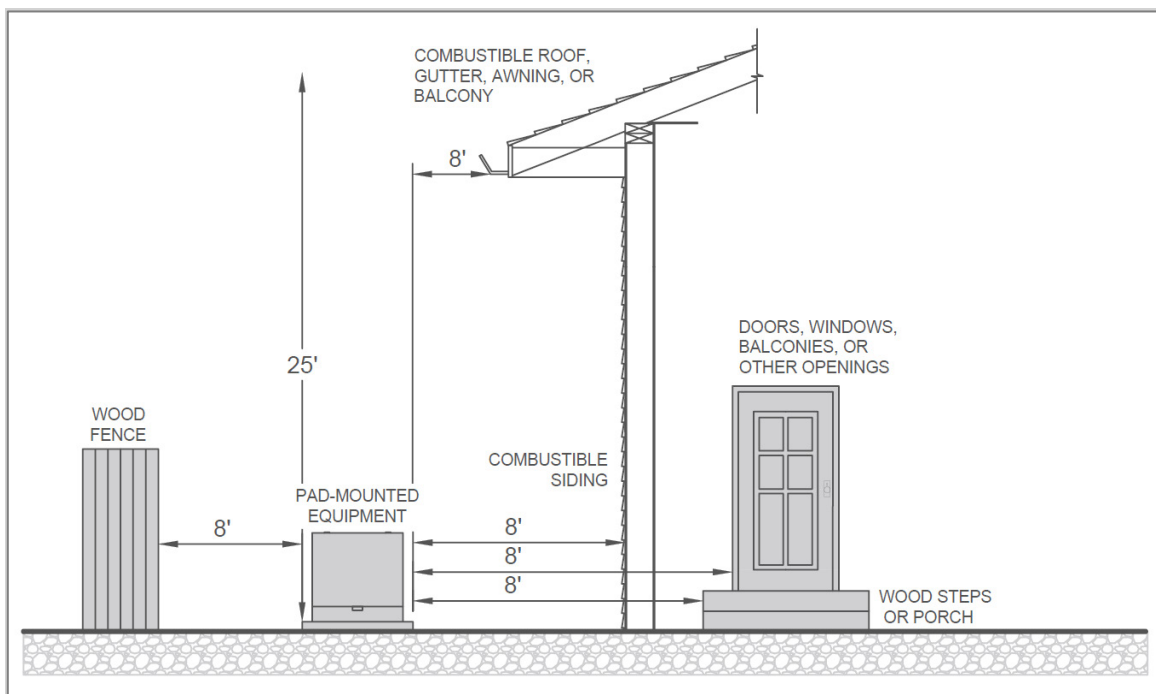 COMBUSTIBLE ROOF,
GUTTER, AWNING, OR
BALCONY
8'
25'
DOORS, WINDOWS,
BALCONIES, OR
OTHER OPENINGS
WOOD
FENCE
COMBUSTIBLE
SIDING
PAD-MOUNTED
EQUIPMENT
8'
8'
8'
8'
WOOD STEPS
OR PORCH